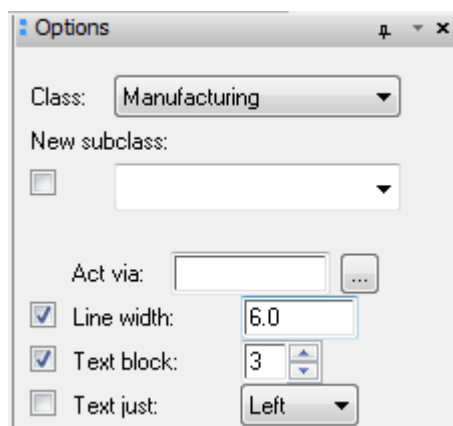 Options
Class: Manufacturing
New subclass:
Act via: ...
Line width: 6.0
Text block: 3
Text just: Left